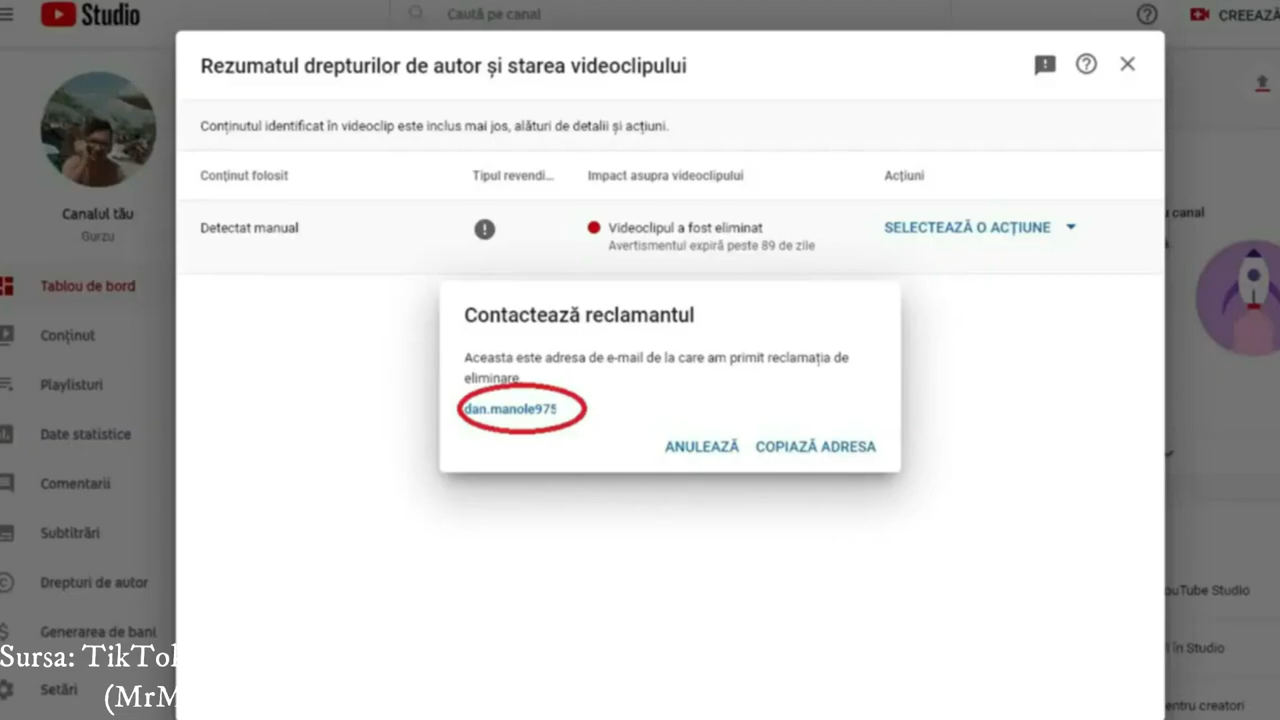 Studio
Caută pe canal
CREEAZĂ
Rezumatul drepturilor de autor și starea videoclipului
Conținutul identificat în videoclip este inclus mai jos, alături de detalii și acțiuni.
Conținut folosit
Tipul revendi...
Impact asupra videoclipului
Acțiuni
Detectat manual
Videoclipul a fost eliminat
Avertismentul expiră peste 89 de zile
SELECTEAZĂ O ACȚIUNE
Contactează reclamantul
Aceasta este adresa de e-mail de la care am primit reclamația de
eliminare
dan.manole975
ANULEAZĂ
COPIAZĂ ADRESA
Canalul tău
Gurzu
Tablou de bord
Conținut
Playlisturi
Date statistice
Comentarii
Subtitrări
Drepturi de autor
Generarea de bani
Setări
canal
ouTube Studio
în Studio
entru creatori
Sursa: TikTok
(MrM